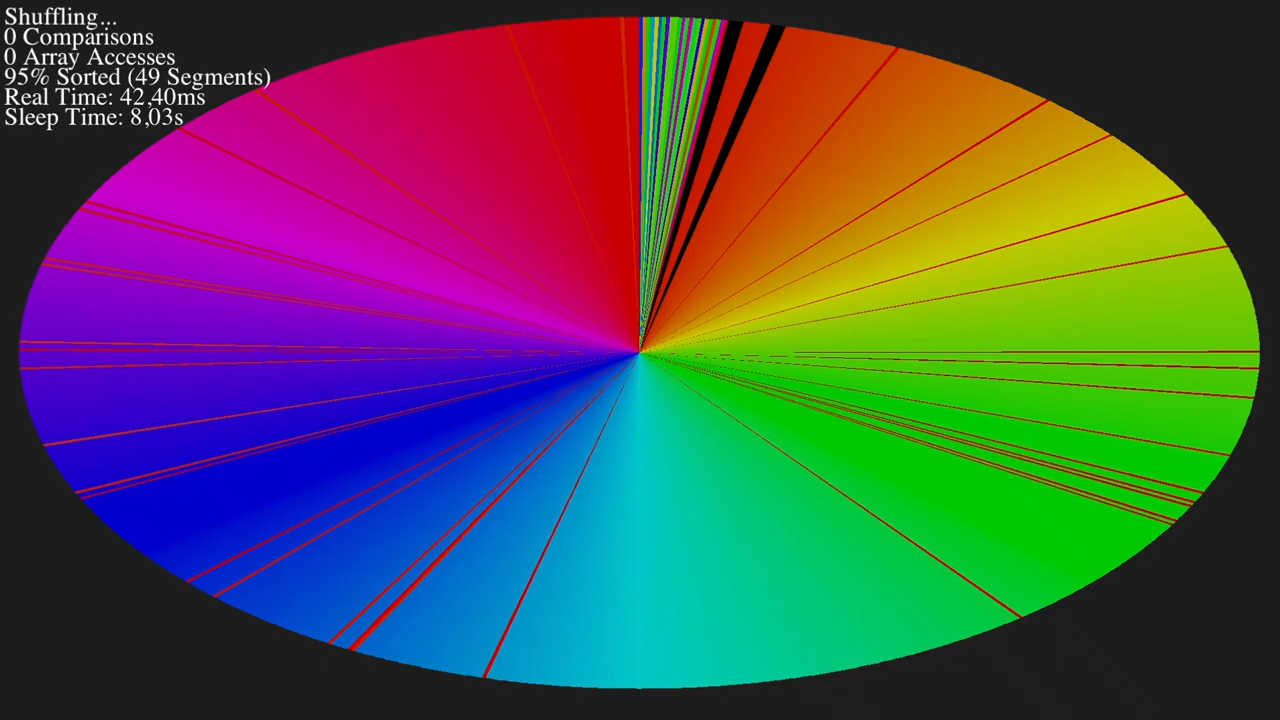 Shuffling...
0 Comparisons
0 Array Accesses
95% Sorted (49 Segments)
Real Time: 42,40ms
Sleep Time: 8,03s